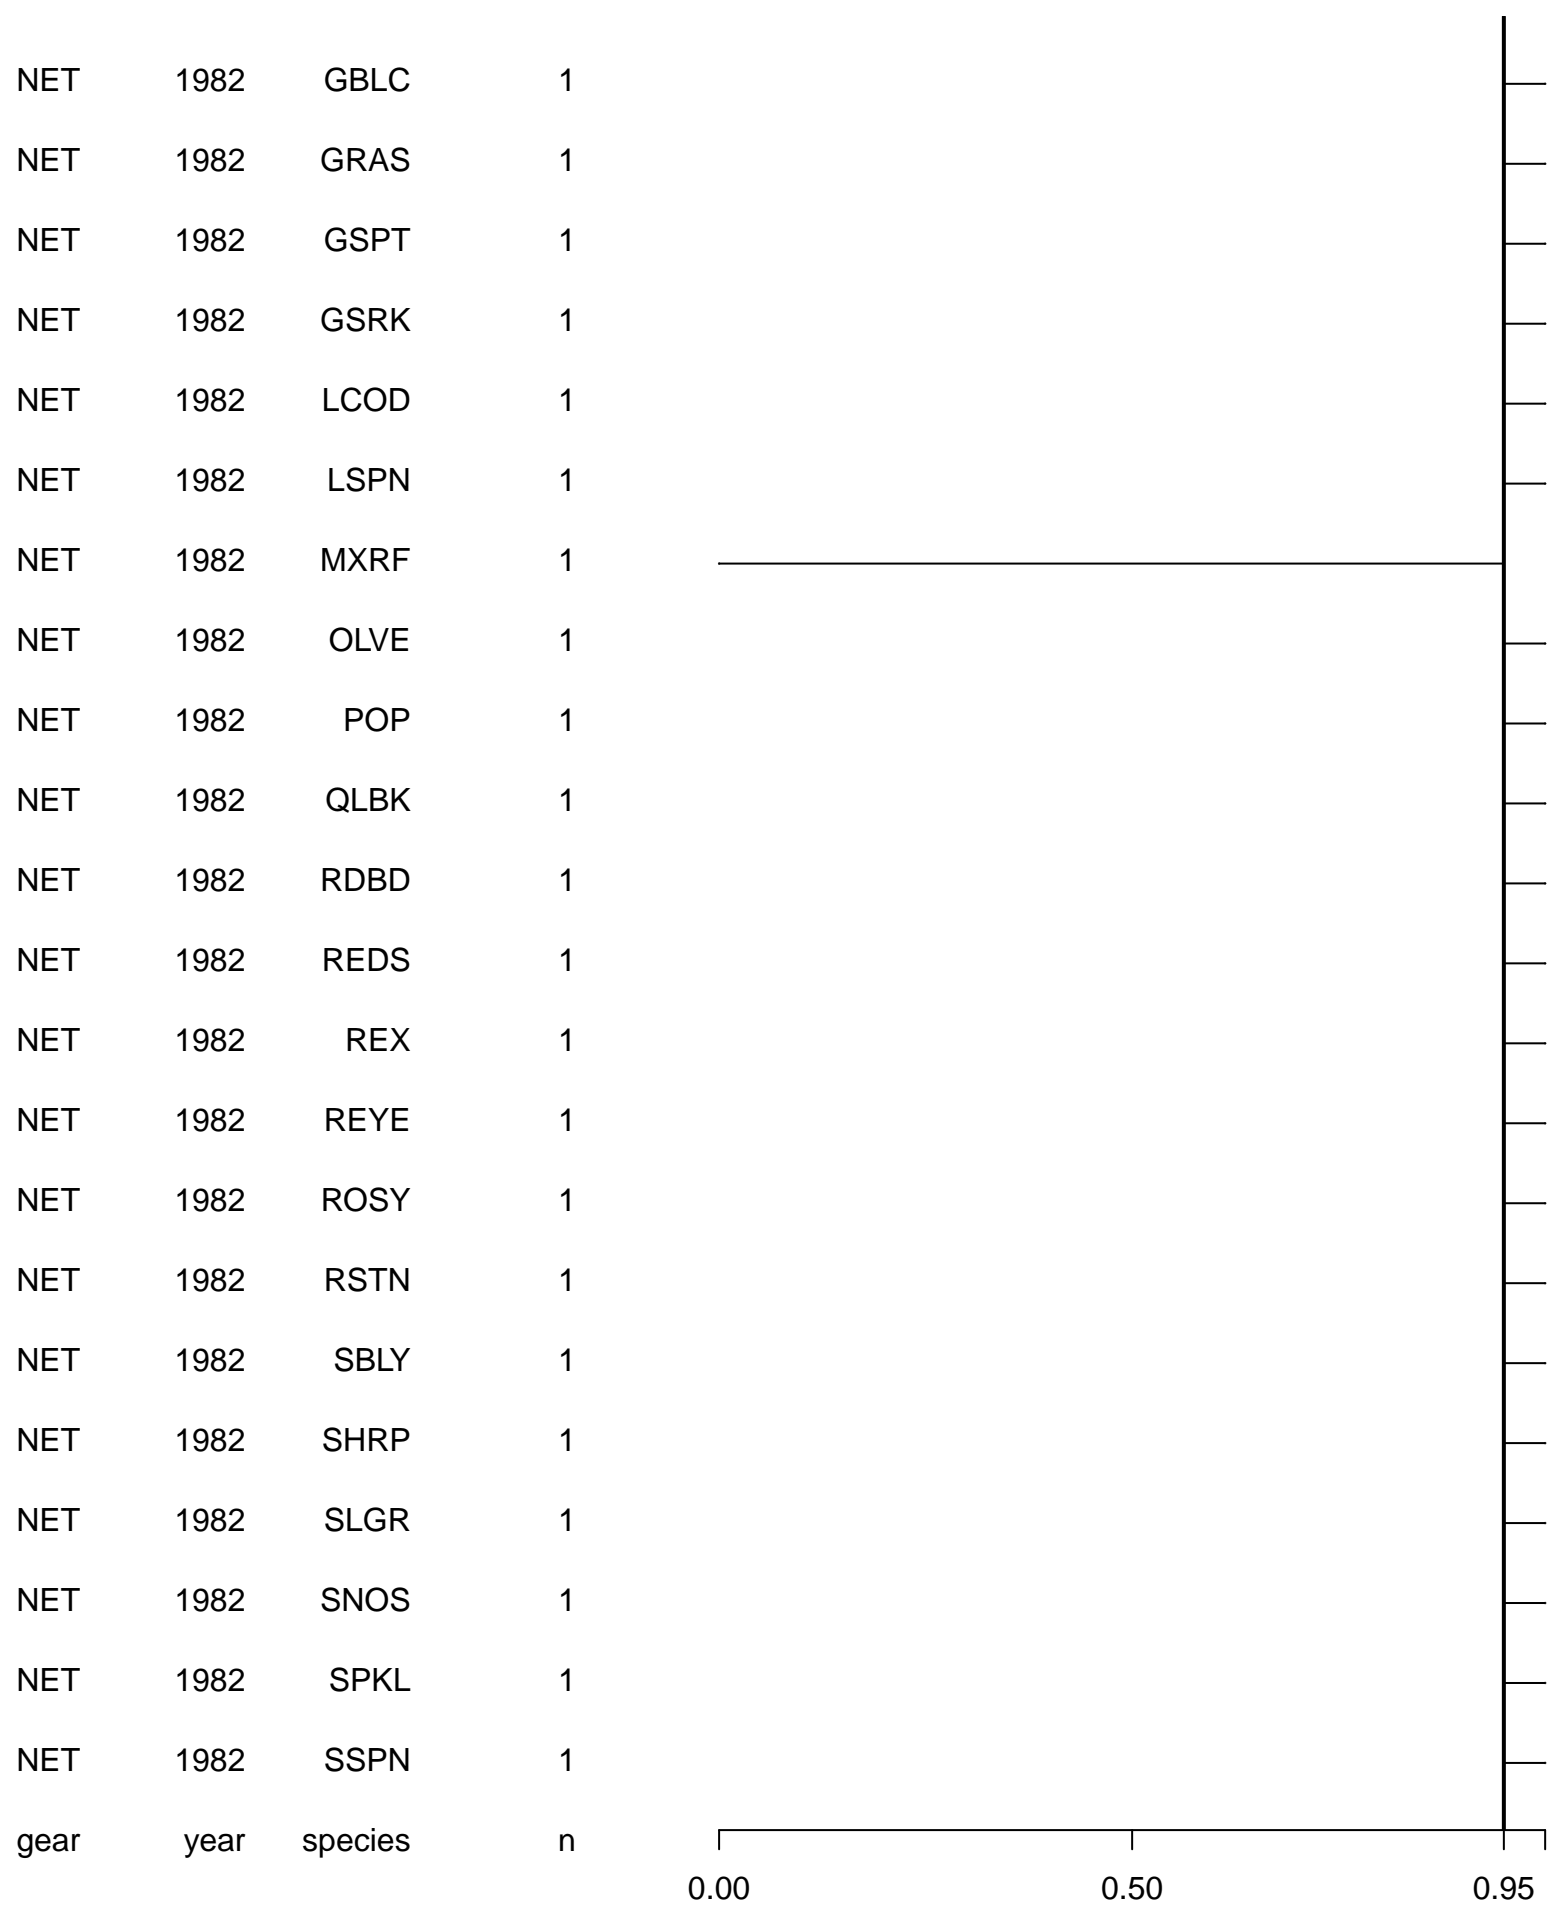 NET 1982 GBLC 1
NET 1982 GRAS 1
NET 1982 GSPT 1
NET 1982 GSRK 1
NET 1982 LCOD 1
NET 1982 LSPN 1
NET 1982 MXRF 1
NET 1982 OLVE 1
NET 1982 POP 1
NET 1982 QLBK 1
NET 1982 RDBD 1
NET 1982 REDS 1
NET 1982 REX 1
NET 1982 REYE 1
NET 1982 ROSY 1
NET 1982 RSTN 1
NET 1982 SBLY 1
NET 1982 SHRP 1
NET 1982 SLGR 1
NET 1982 SNOS 1
NET 1982 SPKL 1
NET 1982 SSPN 1
gear year species n
0.00 0.50 0.95